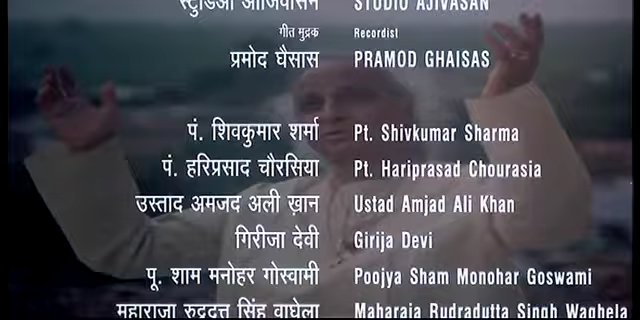 स्टुडिओ आजिवासन STUDIO AJIVASAN
गीत मुद्रक Recordist
प्रमोद घैसास PRAMOD GHAISAS
पं. शिवकुमार शर्मा Pt. Shivkumar Sharma
पं. हरिप्रसाद चौरसिया Pt. Hariprasad Chourasia
उस्ताद अमजद अली ख़ान Ustad Amjad Ali Khan
गिरीजा देवी Girija Devi
पू. शाम मनोहर गोस्वामी Poojya Sham Monohar Goswami
महाराजा रुद्रदत्त सिंह वाघेला Maharaja Rudradutta Singh Waghela